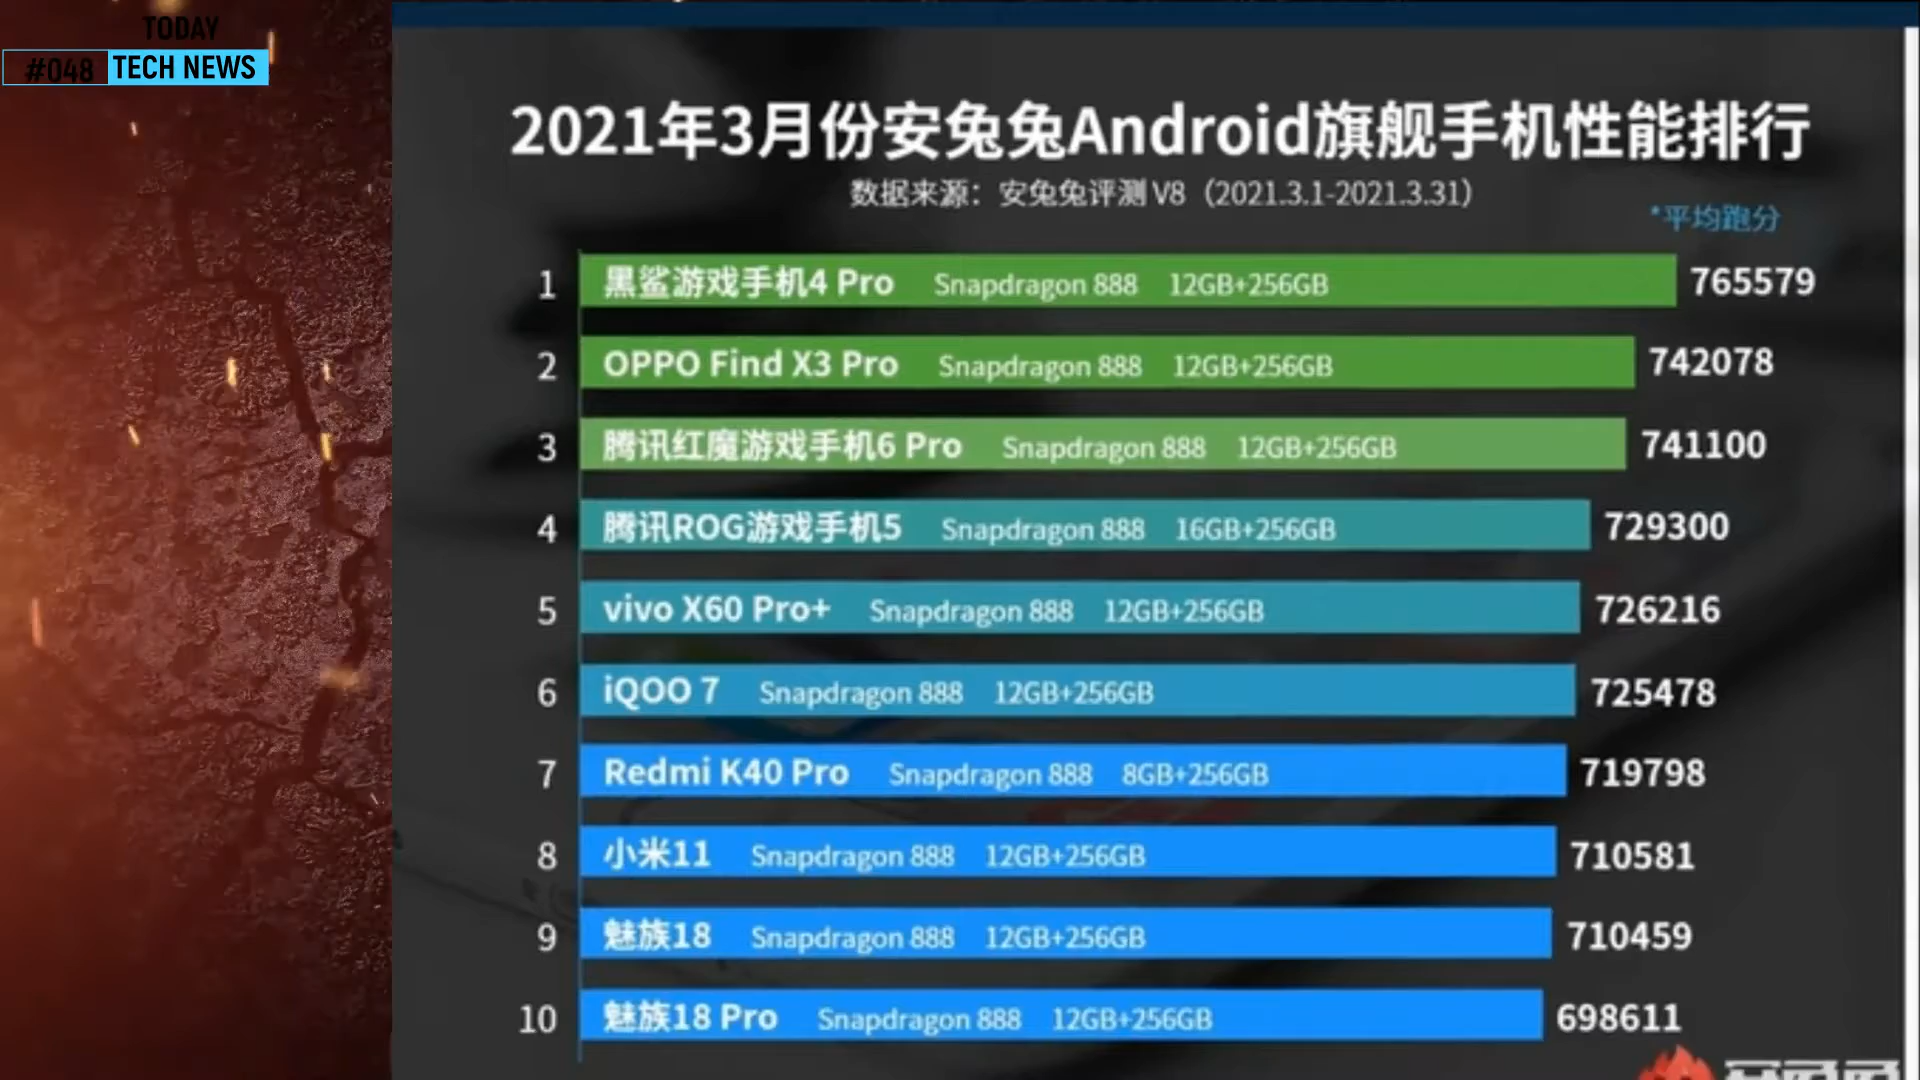 TODAY
#048 TECH NEWS
2021年3月份安兔兔Android旗舰手机性能排行
数据来源：安兔兔评测 V8（2021.3.1-2021.3.31）
*平均跑分
1 黑鲨游戏手机4 Pro Snapdragon 888 12GB+256GB 765579
2 OPPO Find X3 Pro Snapdragon 888 12GB+256GB 742078
3 腾讯红魔游戏手机6 Pro Snapdragon 888 12GB+256GB 741100
4 腾讯ROG游戏手机5 Snapdragon 888 16GB+256GB 729300
5 vivo X60 Pro+ Snapdragon 888 12GB+256GB 726216
6 iQOO 7 Snapdragon 888 12GB+256GB 725478
7 Redmi K40 Pro Snapdragon 888 8GB+256GB 719798
8 小米11 Snapdragon 888 12GB+256GB 710581
9 魅族18 Snapdragon 888 12GB+256GB 710459
10 魅族18 Pro Snapdragon 888 12GB+256GB 698611